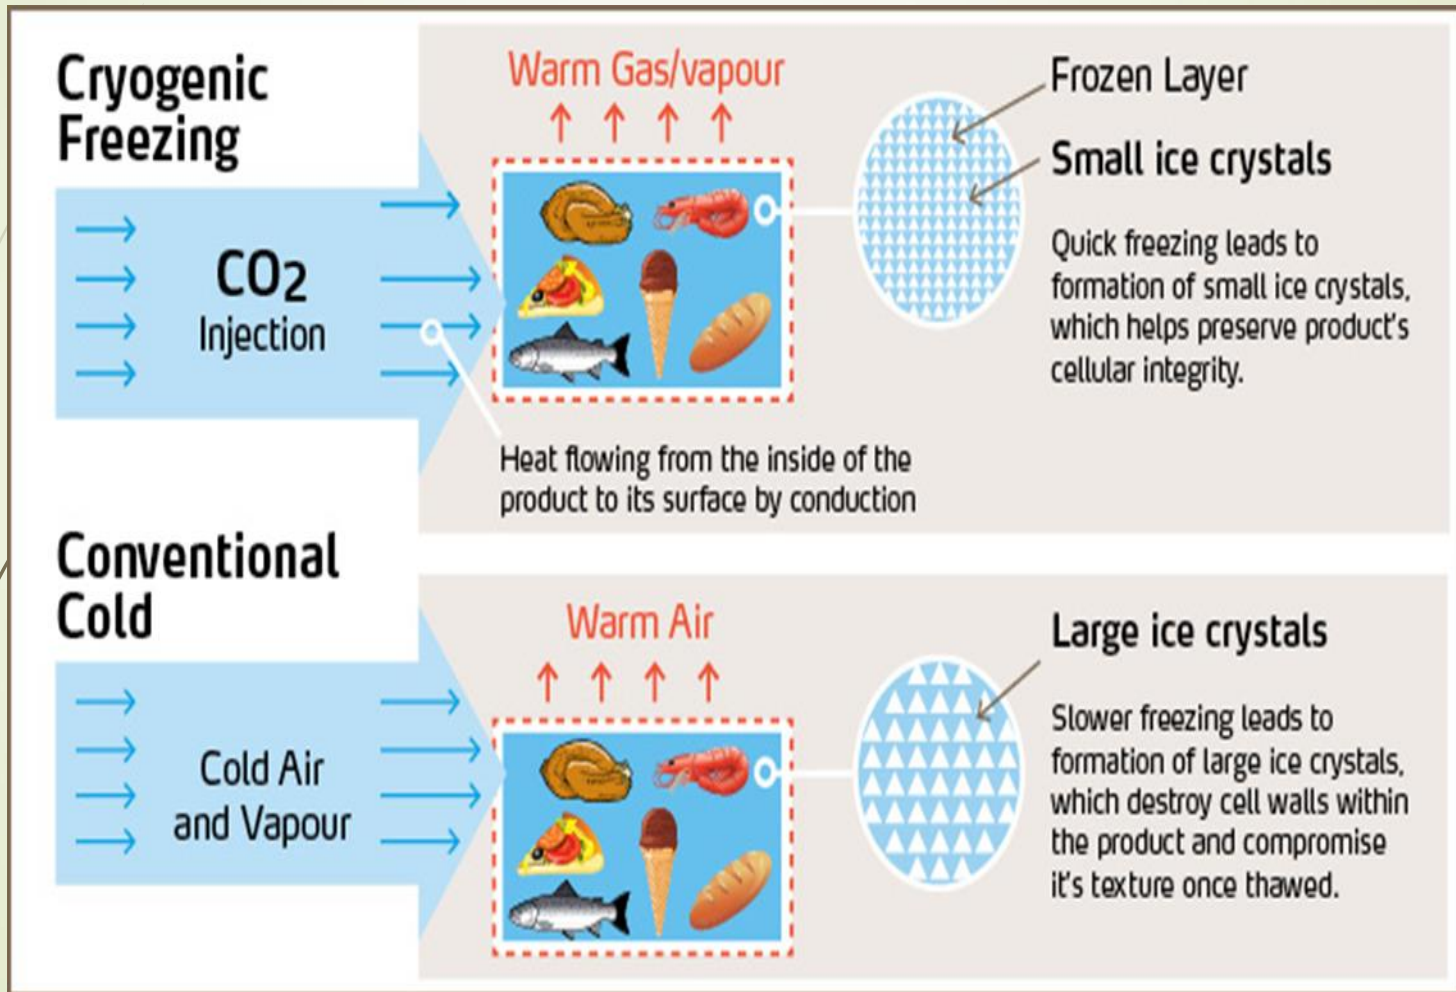 Cryogenic
Freezing
CO2
Injection
Warm Gas/vapour
Frozen Layer
Small ice crystals
Quick freezing leads to
formation of small ice crystals,
which helps preserve product's
cellular integrity.
Heat flowing from the inside of the
product to its surface by conduction
Conventional
Cold
Cold Air
and Vapour
Warm Air
Large ice crystals
Slower freezing leads to
formation of large ice crystals,
which destroy cell walls within
the product and compromise
it's texture once thawed.